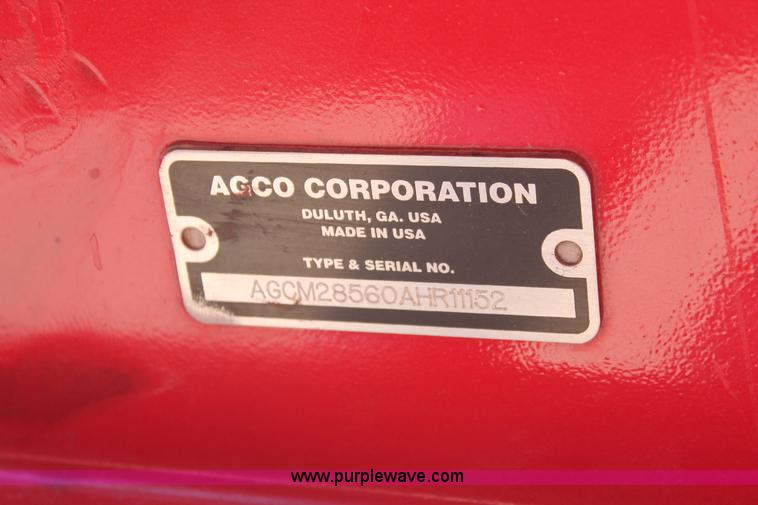 AGCO CORPORATION
DULUTH, GA. USA
MADE IN USA
TYPE & SERIAL NO.
AGCM28560AHR11152
www.purplewave.com